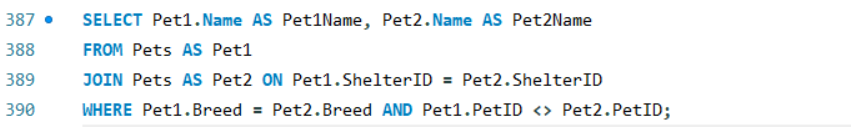 387 SELECT Pet1.Name AS Pet1Name, Pet2.Name AS Pet2Name
388 FROM Pets AS Pet1
389 JOIN Pets AS Pet2 ON Pet1.ShelterID = Pet2.ShelterID
390 WHERE Pet1.Breed = Pet2.Breed AND Pet1.PetID <> Pet2.PetID;